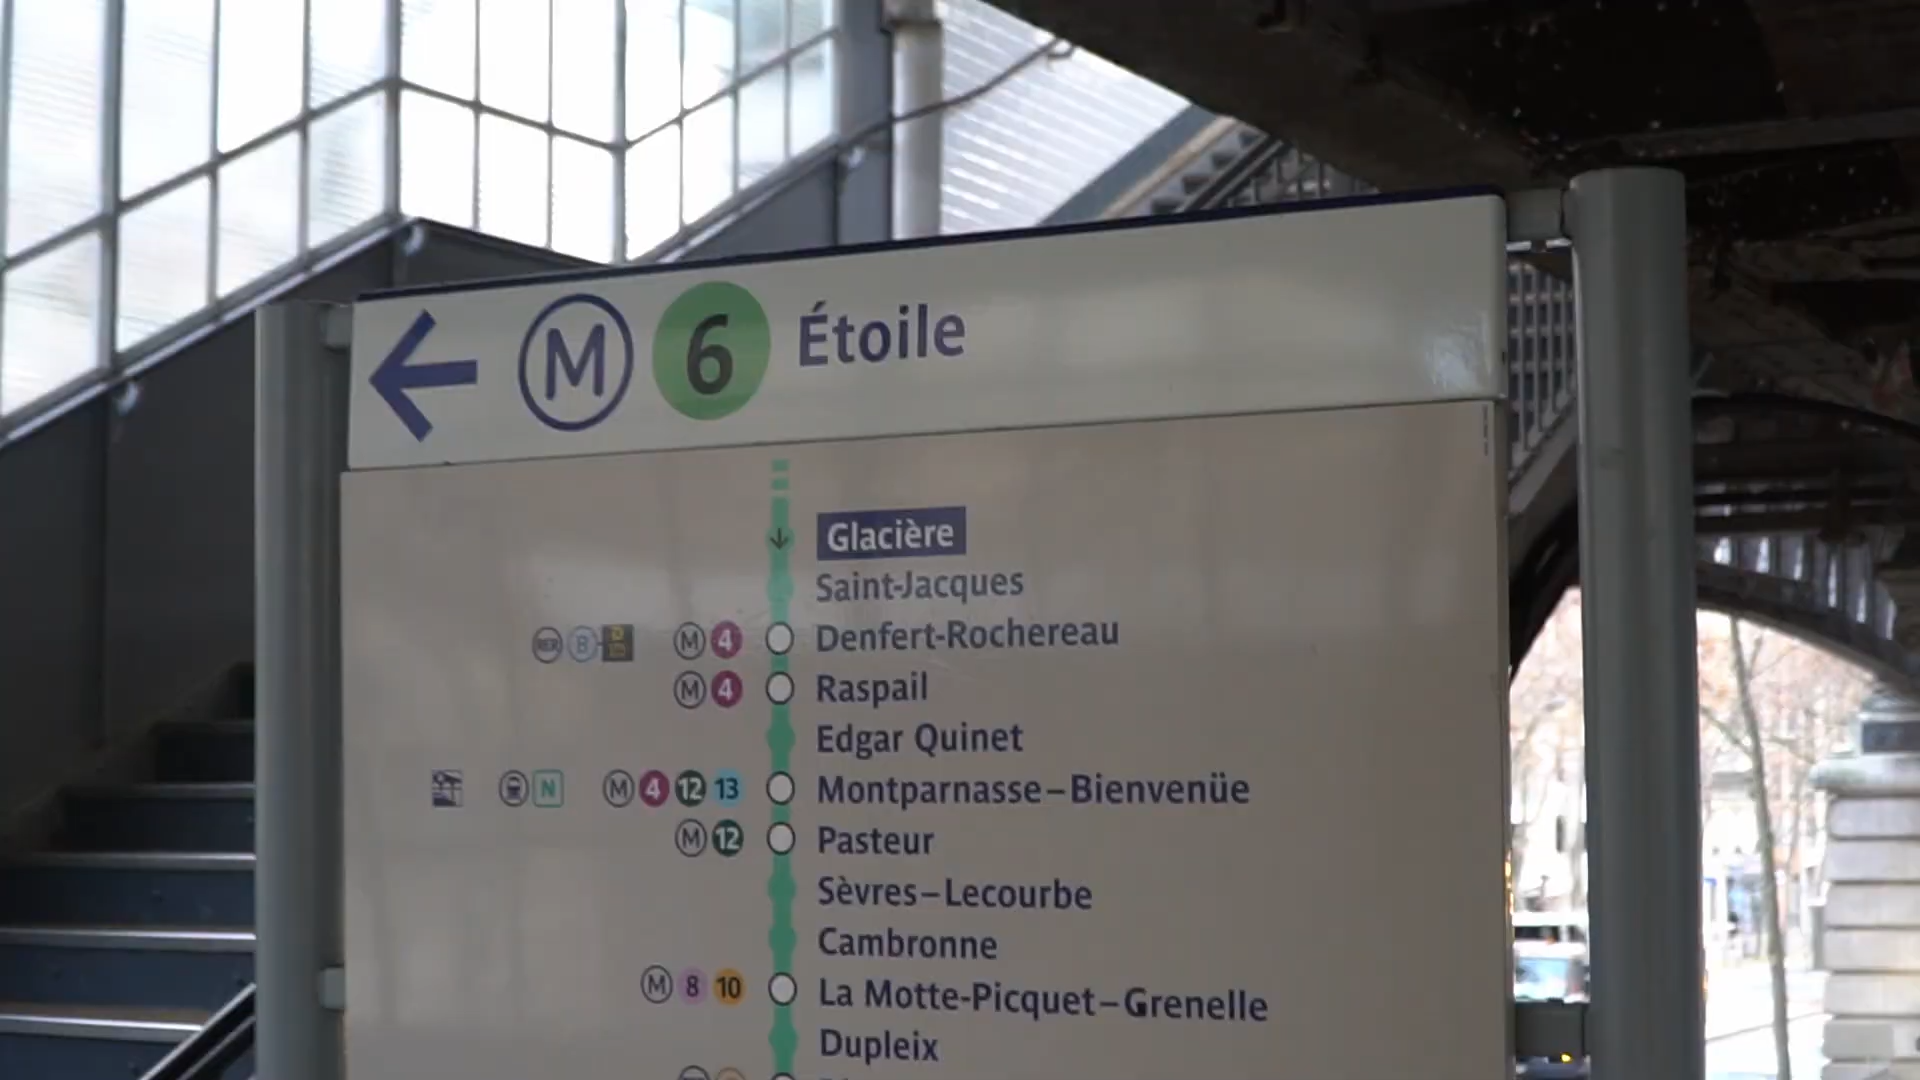 M 6 Étoile
Glacière
Saint-Jacques
RER B M 4 Denfert-Rochereau
M 4 Raspail
Edgar Quinet
N M 4 12 13 Montparnasse–Bienvenüe
M 12 Pasteur
Sèvres–Lecourbe
Cambronne
M 8 10 La Motte-Picquet–Grenelle
Dupleix